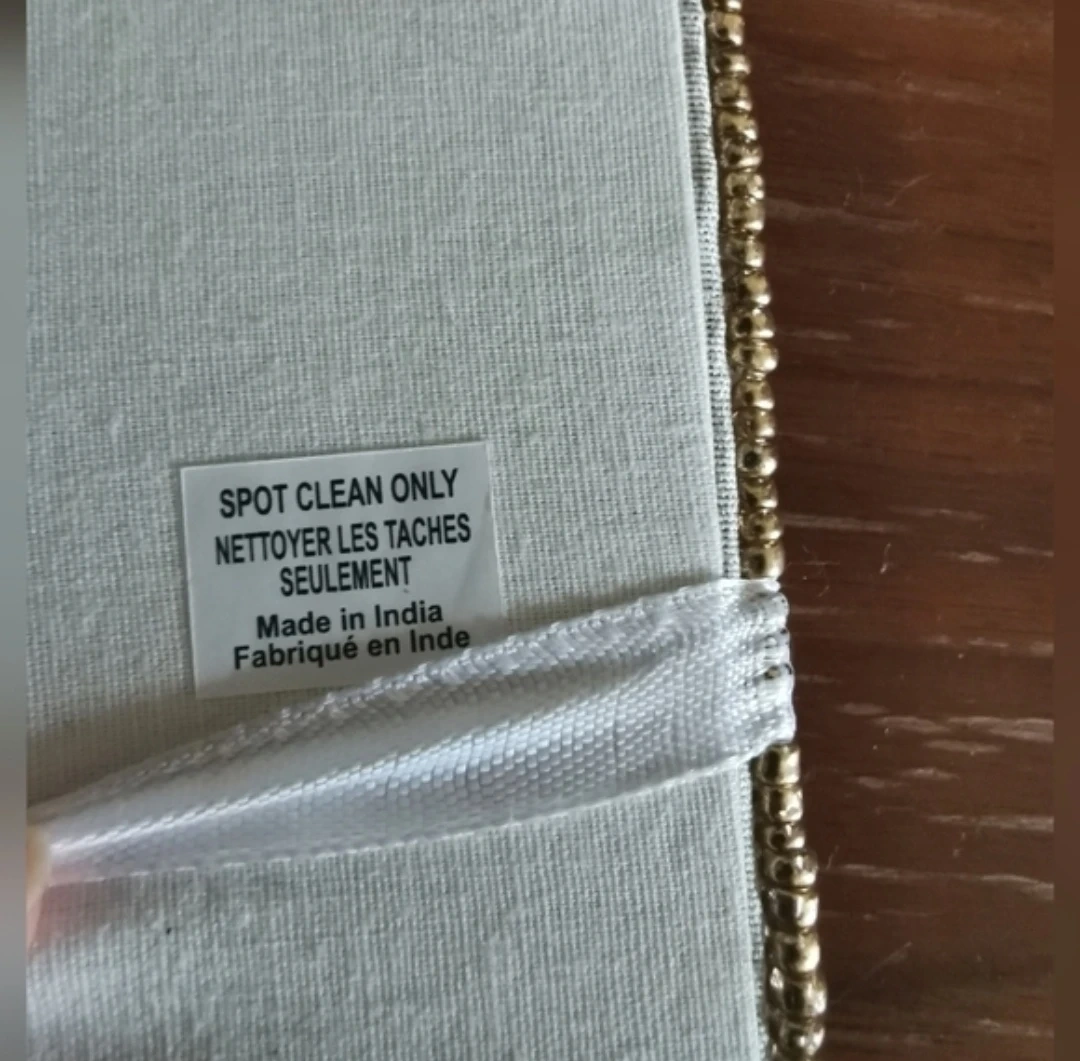 SPOT CLEAN ONLY
NETTOYER LES TACHES
SEULEMENT
Made in India
Fabriqué en Inde